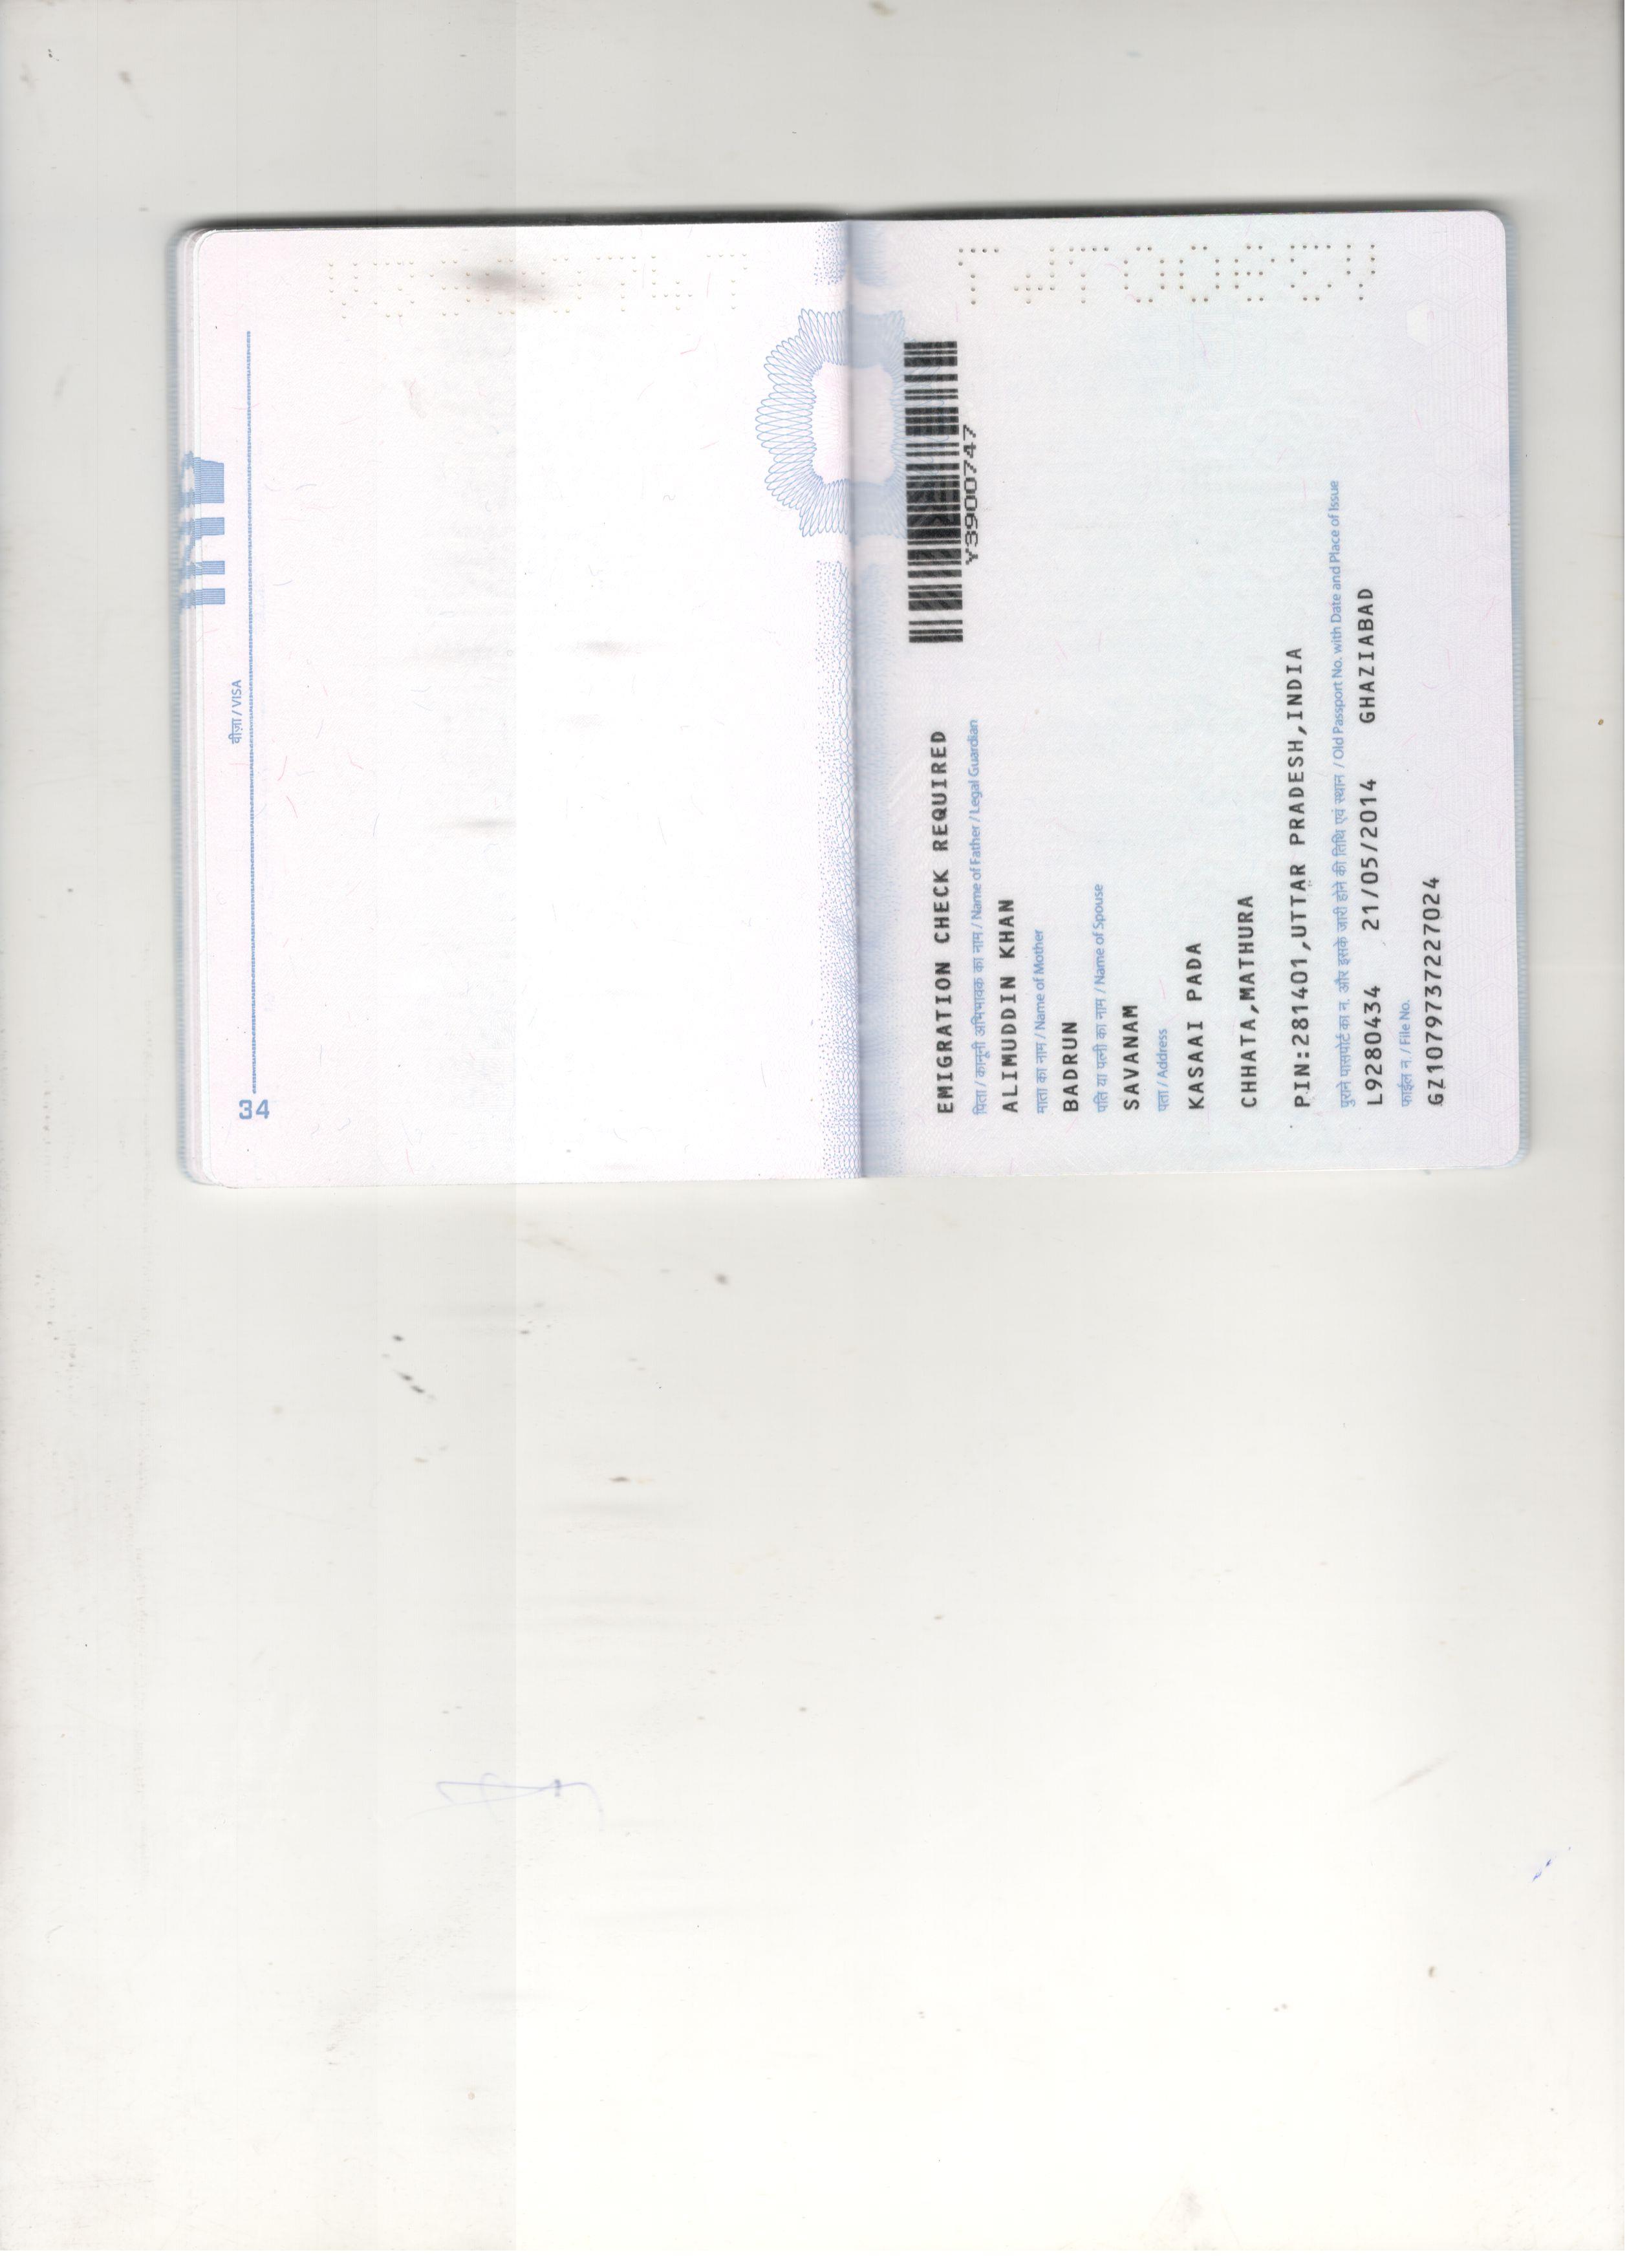 34
वीज़ा / VISA
EMIGRATION CHECK REQUIRED
Y3900747
पिता / कानूनी अभिभावक का नाम / Name of Father / Legal Guardian
ALIMUDDIN KHAN
माता का नाम / Name of Mother
BADRUN
पति या पत्नी का नाम / Name of Spouse
SAVANAM
पता / Address
KASAAI PADA
CHHATA,MATHURA
PIN:281401,UTTAR PRADESH,INDIA
पुराने पासपोर्ट का न. और इसके जारी होने की तिथि एवं स्थान / Old Passport No. with Date and Place of Issue
L9280434 21/05/2014 GHAZIABAD
फाईल न. / File No.
GZ1079737227024